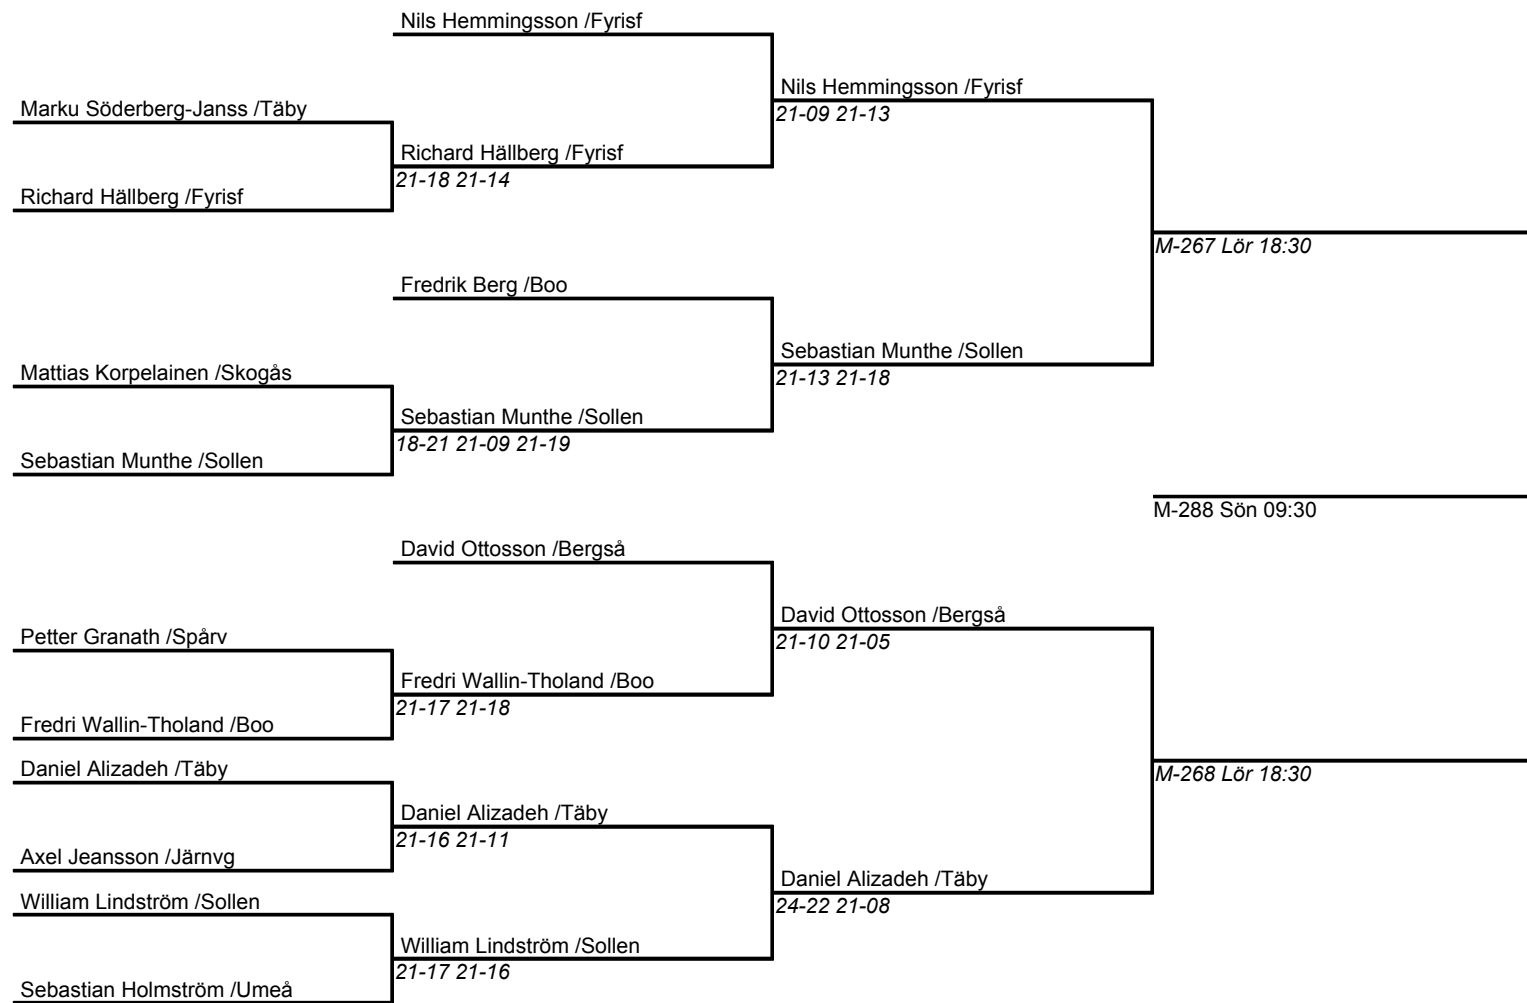 Nils Hemmingsson /Fyrisf
Nils Hemmingsson /Fyrisf
21-09 21-13
Marku Söderberg-Janss /Täby
Richard Hällberg /Fyrisf
21-18 21-14
Richard Hällberg /Fyrisf
M-267 Lör 18:30
Fredrik Berg /Boo
Sebastian Munthe /Sollen
21-13 21-18
Mattias Korpelainen /Skogås
Sebastian Munthe /Sollen
18-21 21-09 21-19
Sebastian Munthe /Sollen
M-288 Sön 09:30
David Ottosson /Bergså
David Ottosson /Bergså
21-10 21-05
Petter Granath /Spårv
Fredri Wallin-Tholand /Boo
21-17 21-18
Fredri Wallin-Tholand /Boo
Daniel Alizadeh /Täby
M-268 Lör 18:30
Daniel Alizadeh /Täby
21-16 21-11
Axel Jeansson /Järnvg
Daniel Alizadeh /Täby
24-22 21-08
William Lindström /Sollen
William Lindström /Sollen
21-17 21-16
Sebastian Holmström /Umeå